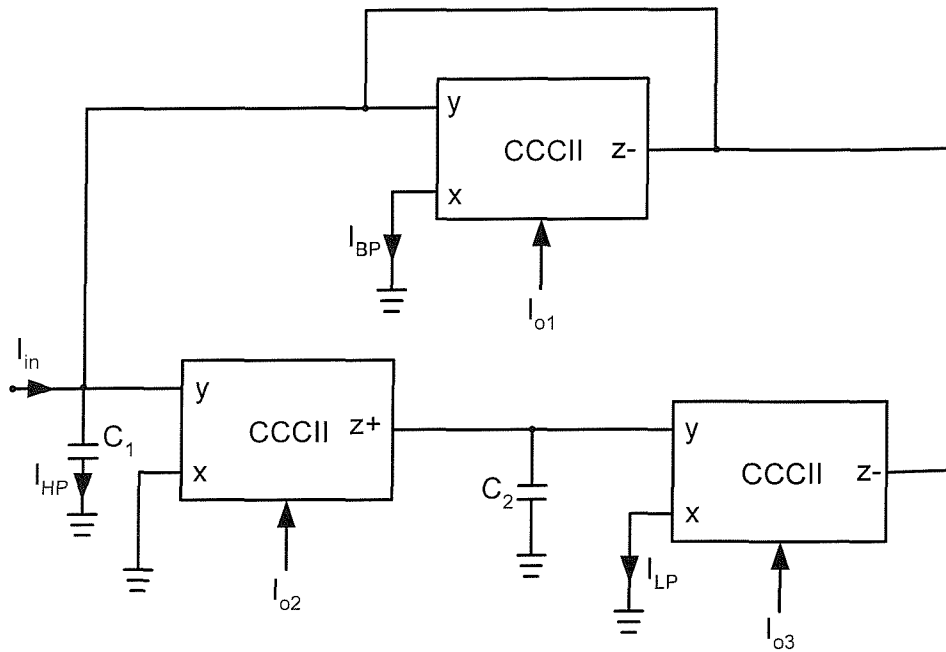 y
CCCII
z-
x
I_BP
I_o1
I_in
y
CCCII
z+
x
C_1
I_HP
I_o2
C_2
y
CCCII
z-
x
I_LP
I_o3